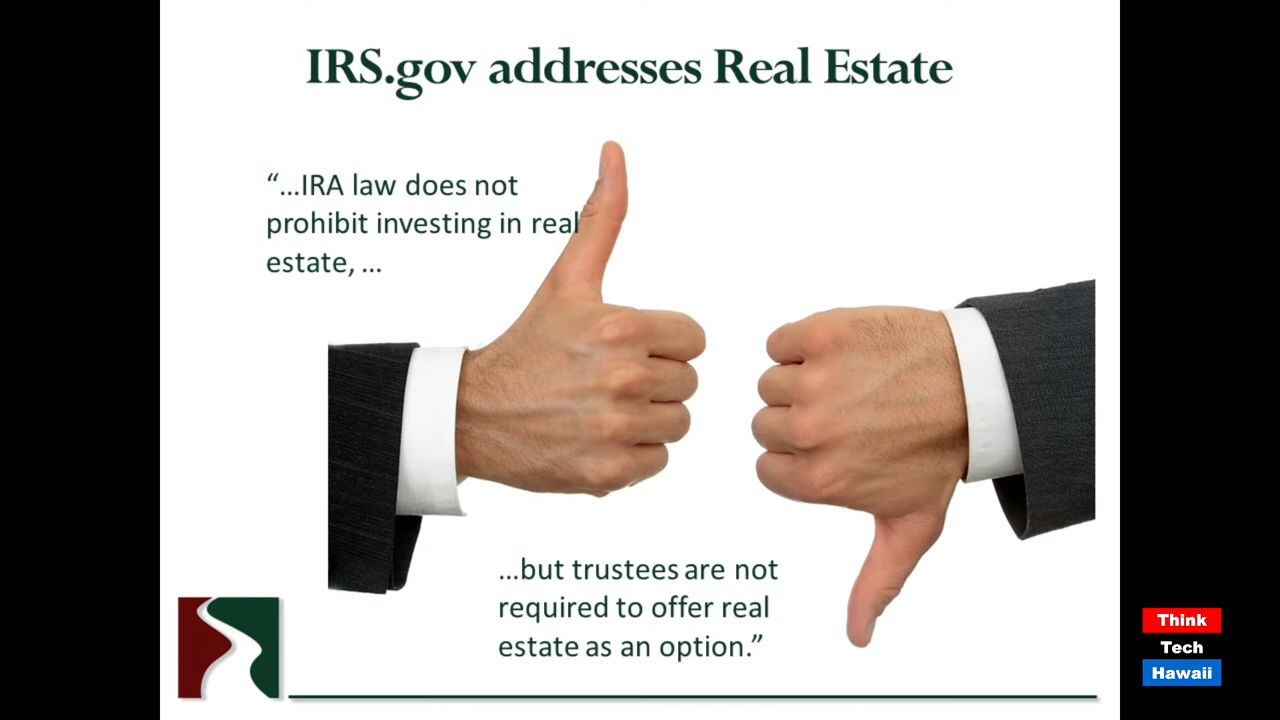 IRS.gov addresses Real Estate
“...IRA law does not
prohibit investing in real
estate, ...
...but trustees are not
required to offer real
estate as an option.”
Think
Tech
Hawaii